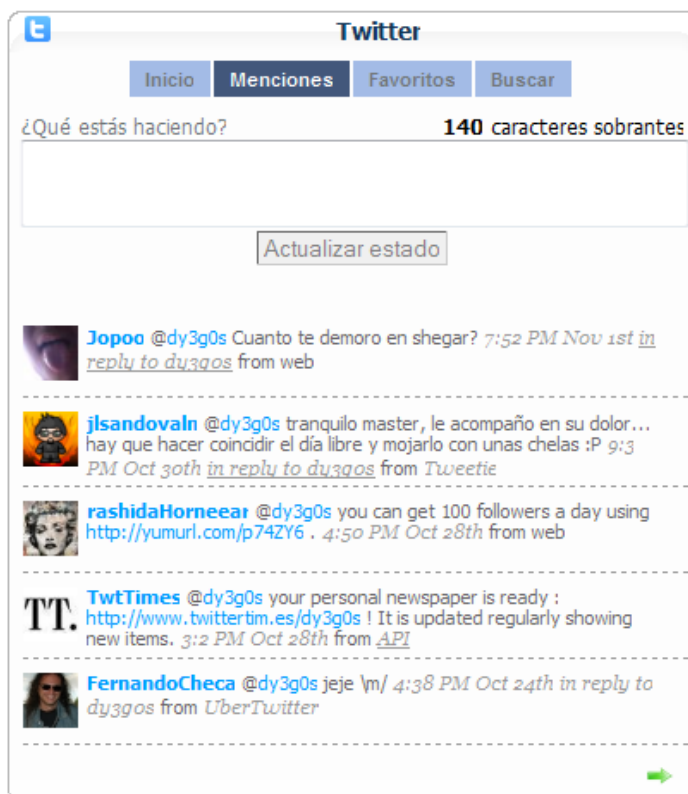 Twitter
Inicio Menciones Favoritos Buscar
¿Qué estás haciendo? 140 caracteres sobrantes
Actualizar estado
Jopoo @dy3g0s Cuanto te demoro en shegar? 7:52 PM Nov 1st in
reply to dy3gos from web
jlsandovaln @dy3g0s tranquilo master, le acompaño en su dolor...
hay que hacer coincidir el día libre y mojarlo con unas chelas :P 9:3
PM Oct 30th in reply to dy3gos from Tweetie
rashidaHorneear @dy3g0s you can get 100 followers a day using
http://yumurl.com/p74ZY6 . 4:50 PM Oct 28th from web
TT.
TwtTimes @dy3g0s your personal newspaper is ready :
http://www.twittertim.es/dy3g0s ! It is updated regularly showing
new items. 3:2 PM Oct 28th from API
FernandoCheca @dy3g0s jeje \m/ 4:38 PM Oct 24th in reply to
dy3gos from UberTwitter